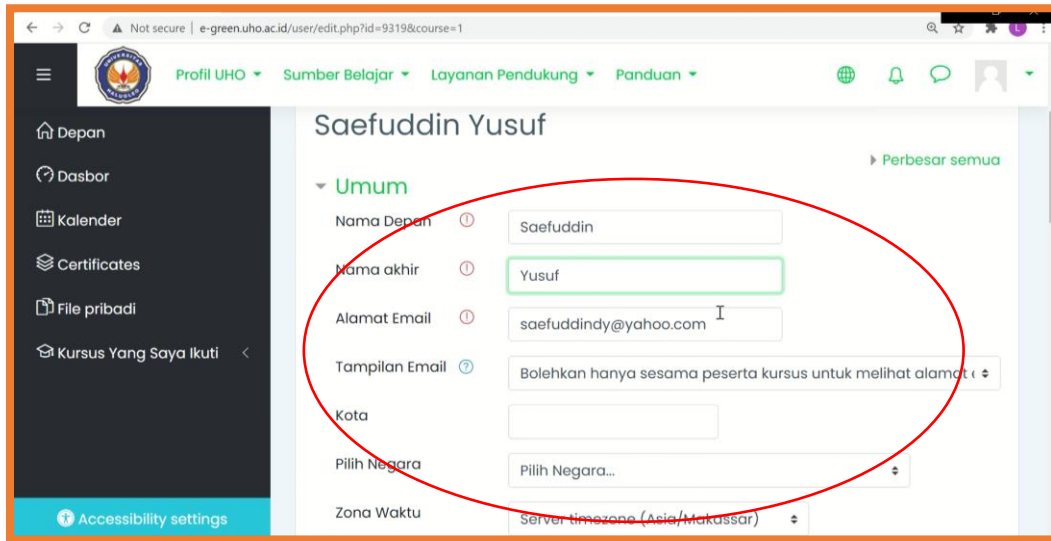 Not secure | e-green.uho.ac.id/user/edit.php?id=9319&course=1
L
Profil UHO Sumber Belajar Layanan Pendukung Panduan
Saefuddin Yusuf
Perbesar semua
Depan
Dasbor
Kalender
Certificates
File pribadi
Kursus Yang Saya Ikuti
Accessibility settings
Umum
Nama Depan Saefuddin
Nama akhir Yusuf
Alamat Email saefuddindy@yahoo.com
Tampilan Email Bolehkan hanya sesama peserta kursus untuk melihat alamat
Kota
Pilih Negara Pilih Negara...
Zona Waktu Server timezone (Asia/Makassar)